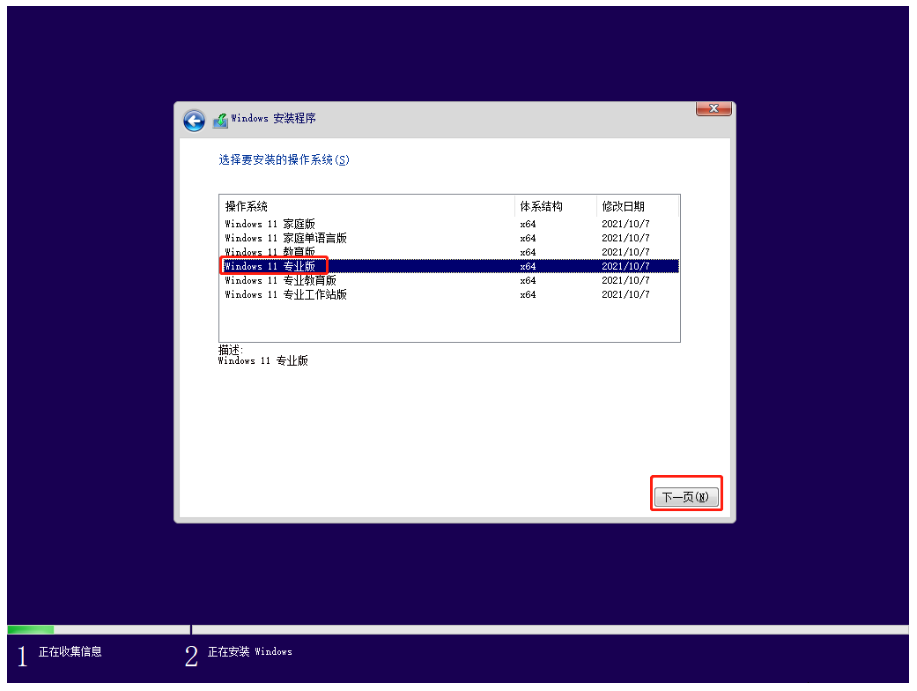 Windows 安装程序
选择要安装的操作系统(S)
操作系统 体系结构 修改日期
Windows 11 家庭版 x64 2021/10/7
Windows 11 家庭单语言版 x64 2021/10/7
Windows 11 教育版 x64 2021/10/7
Windows 11 专业版 x64 2021/10/7
Windows 11 专业教育版 x64 2021/10/7
Windows 11 专业工作站版 x64 2021/10/7
描述:
Windows 11 专业版
下一页(N)
1 正在收集信息 2 正在安装 Windows